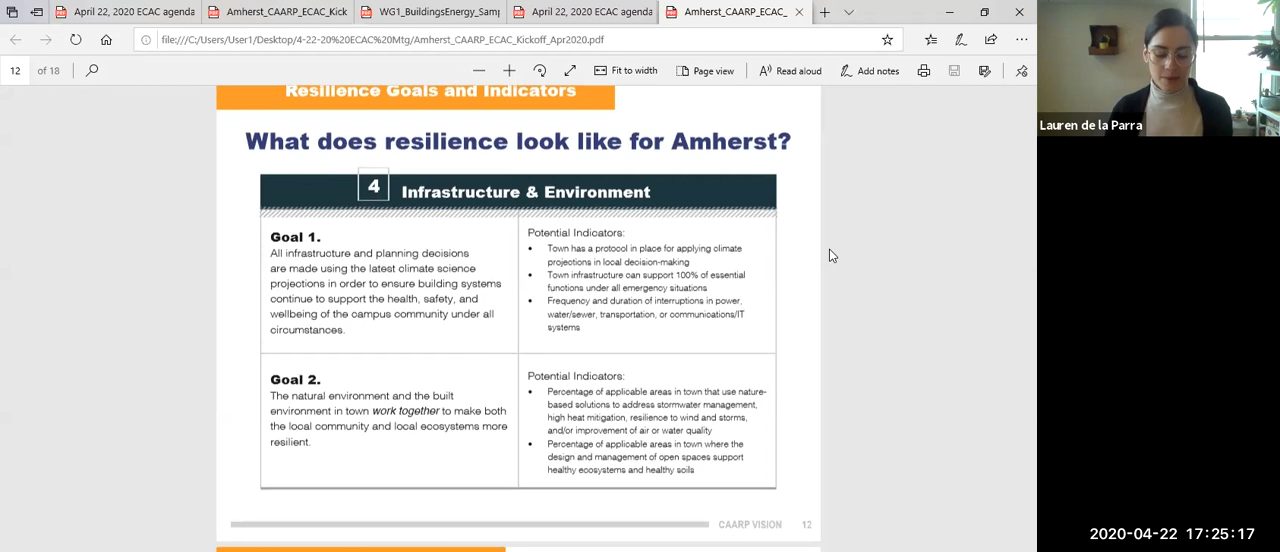 April 22, 2020 ECAC agenda
Amherst_CAARP_ECAC_Kick
WG1_BuildingsEnergy_Sam
April 22, 2020 ECAC agenda
Amherst_CAARP_ECAC_
file:///C:/Users/User1/Desktop/4-22-20%20ECAC%20Mtg/Amherst_CAARP_ECAC_Kickoff_Apr2020.pdf
12 of 18
Fit to width
Page view
Read aloud
Add notes
Lauren de la Parra
Resilience Goals and Indicators
What does resilience look like for Amherst?
4 Infrastructure & Environment
Goal 1.
All infrastructure and planning decisions
are made using the latest climate science
projections in order to ensure building systems
continue to support the health, safety, and
wellbeing of the campus community under all
circumstances.
Potential Indicators:
• Town has a protocol in place for applying climate
projections in local decision-making
• Town infrastructure can support 100% of essential
functions under all emergency situations
• Frequency and duration of interruptions in power,
water/sewer, transportation, or communications/IT
systems
Goal 2.
The natural environment and the built
environment in town work together to make both
the local community and local ecosystems more
resilient.
Potential Indicators:
• Percentage of applicable areas in town that use nature-
based solutions to address stormwater management,
high heat mitigation, resilience to wind and storms,
and/or improvement of air or water quality
• Percentage of applicable areas in town where the
design and management of open spaces support
healthy ecosystems and healthy soils
CAARP VISION 12
2020-04-22 17:25:17